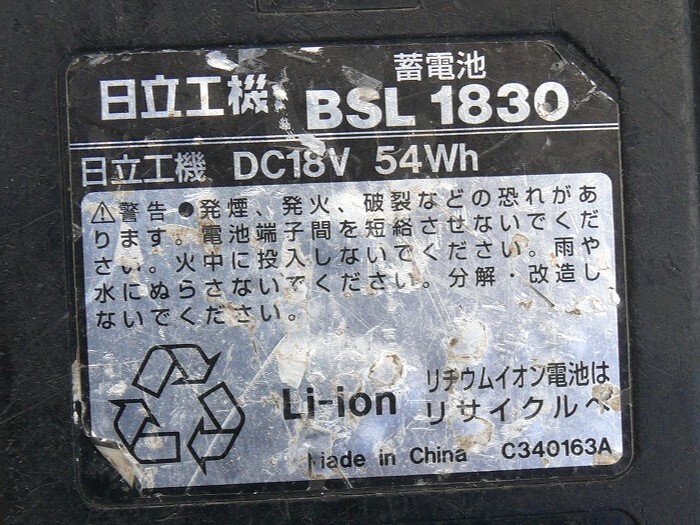 蓄電池
日立工機 BSL 1830
日立工機 DC18V 54Wh
⚠警告●発煙、発火、破裂などの恐れがあ
ります。電池端子間を短絡させないでくだ
さい。火中に投入しないでください。雨や
水にぬらさないでください。分解・改造し
ないでください。
Li-ion
リチウムイオン電池は
リサイクルへ
Made in China C340163A